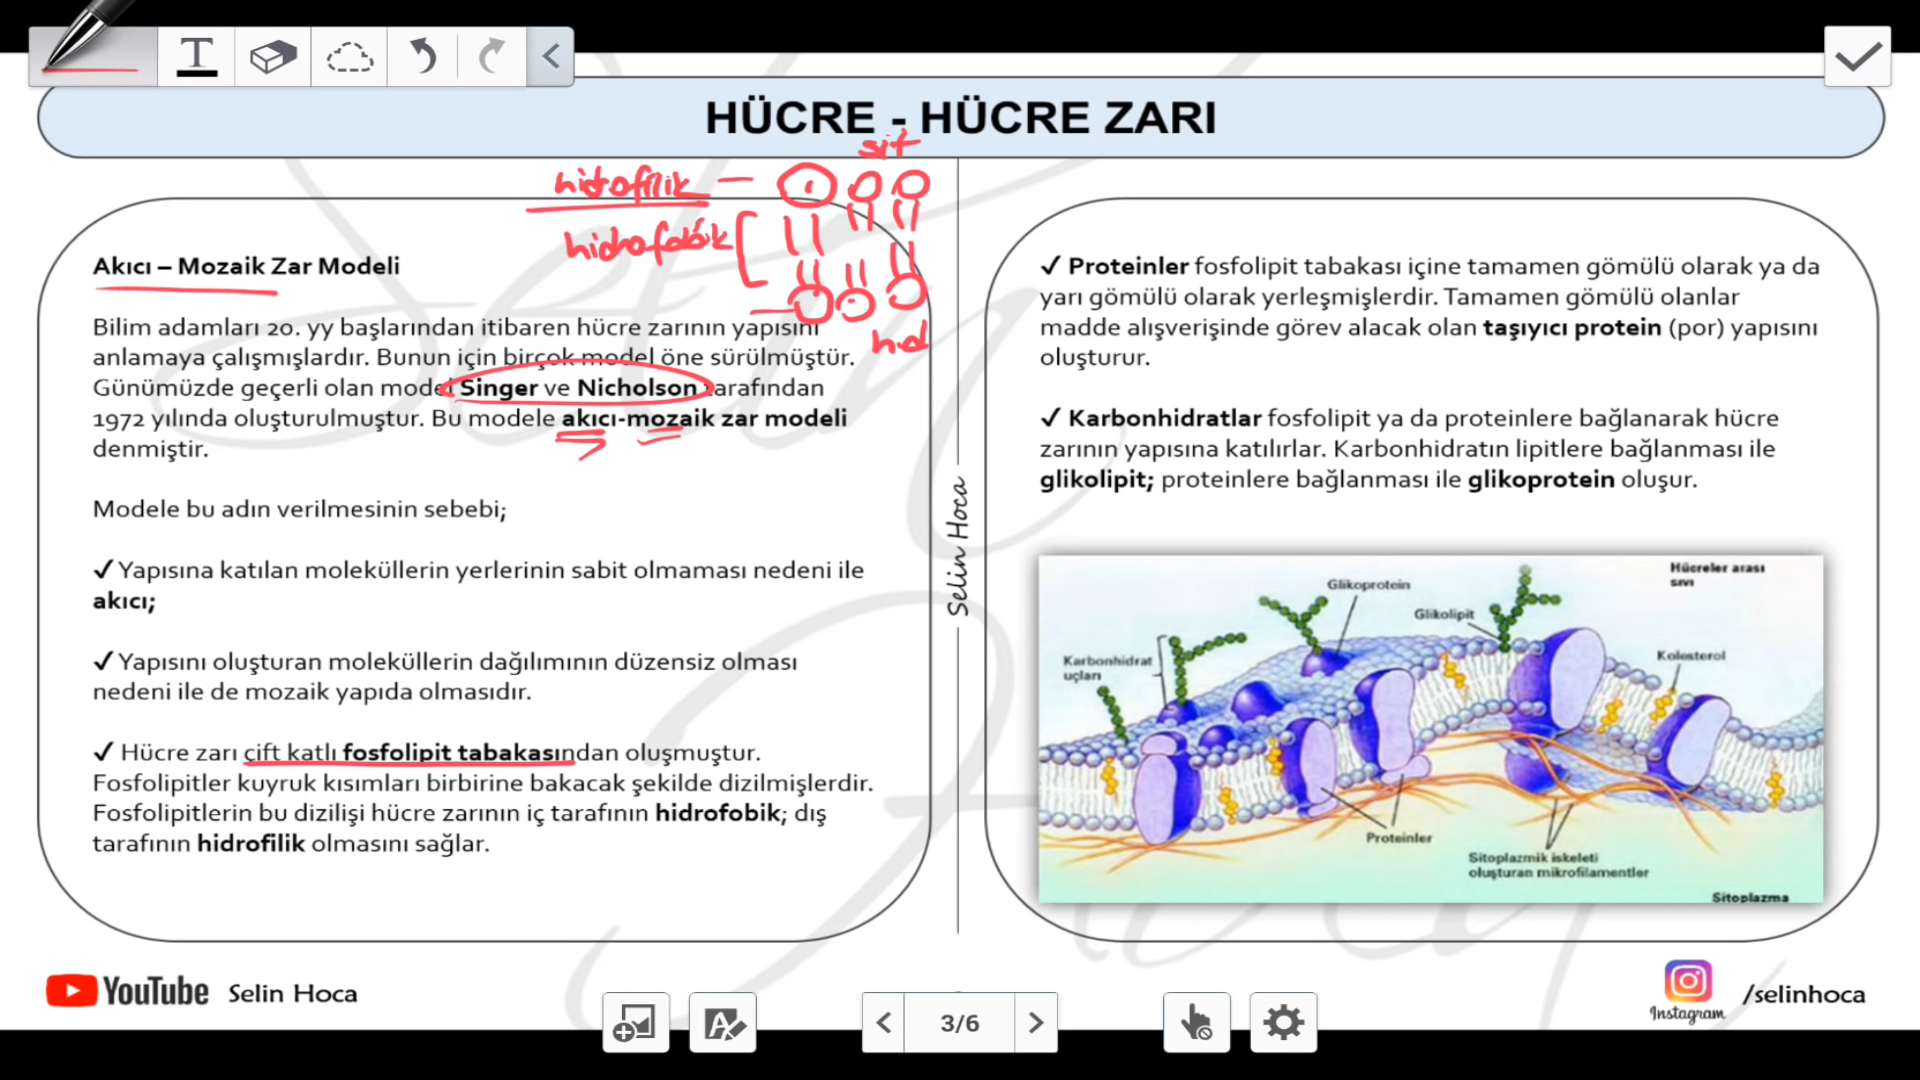 HÜCRE - HÜCRE ZARI
sit
hidrofilik
hidrofobik
Akıcı – Mozaik Zar Modeli
Bilim adamları 20. yy başlarından itibaren hücre zarının yapısını
anlamaya çalışmışlardır. Bunun için birçok model öne sürülmüştür.
Günümüzde geçerli olan model Singer ve Nicholson tarafından
1972 yılında oluşturulmuştur. Bu modele akıcı-mozaik zar modeli
denmiştir.
Modele bu adın verilmesinin sebebi;
✓Yapısına katılan moleküllerin yerlerinin sabit olmaması nedeni ile
akıcı;
✓Yapısını oluşturan moleküllerin dağılımının düzensiz olması
nedeni ile de mozaik yapıda olmasıdır.
✓ Hücre zarı çift katlı fosfolipit tabakasından oluşmuştur.
Fosfolipitler kuyruk kısımları birbirine bakacak şekilde dizilmişlerdir.
Fosfolipitlerin bu dizilişi hücre zarının iç tarafının hidrofobik; dış
tarafının hidrofilik olmasını sağlar.
Selin Hoca
✓ Proteinler fosfolipit tabakası içine tamamen gömülü olarak ya da
yarı gömülü olarak yerleşmişlerdir. Tamamen gömülü olanlar
madde alışverişinde görev alacak olan taşıyıcı protein (por) yapısını
oluşturur.
✓ Karbonhidratlar fosfolipit ya da proteinlere bağlanarak hücre
zarının yapısına katılırlar. Karbonhidratın lipitlere bağlanması ile
glikolipit; proteinlere bağlanması ile glikoprotein oluşur.
Hücreler arası
sıvı
Glikoprotein
Glikolipit
Karbonhidrat
uçları
Kolesterol
Proteinler
Sitoplazmik iskeleti
oluşturan mikrofilamentler
Sitoplazma
YouTube Selin Hoca
3/6
Instagram
/selinhoca